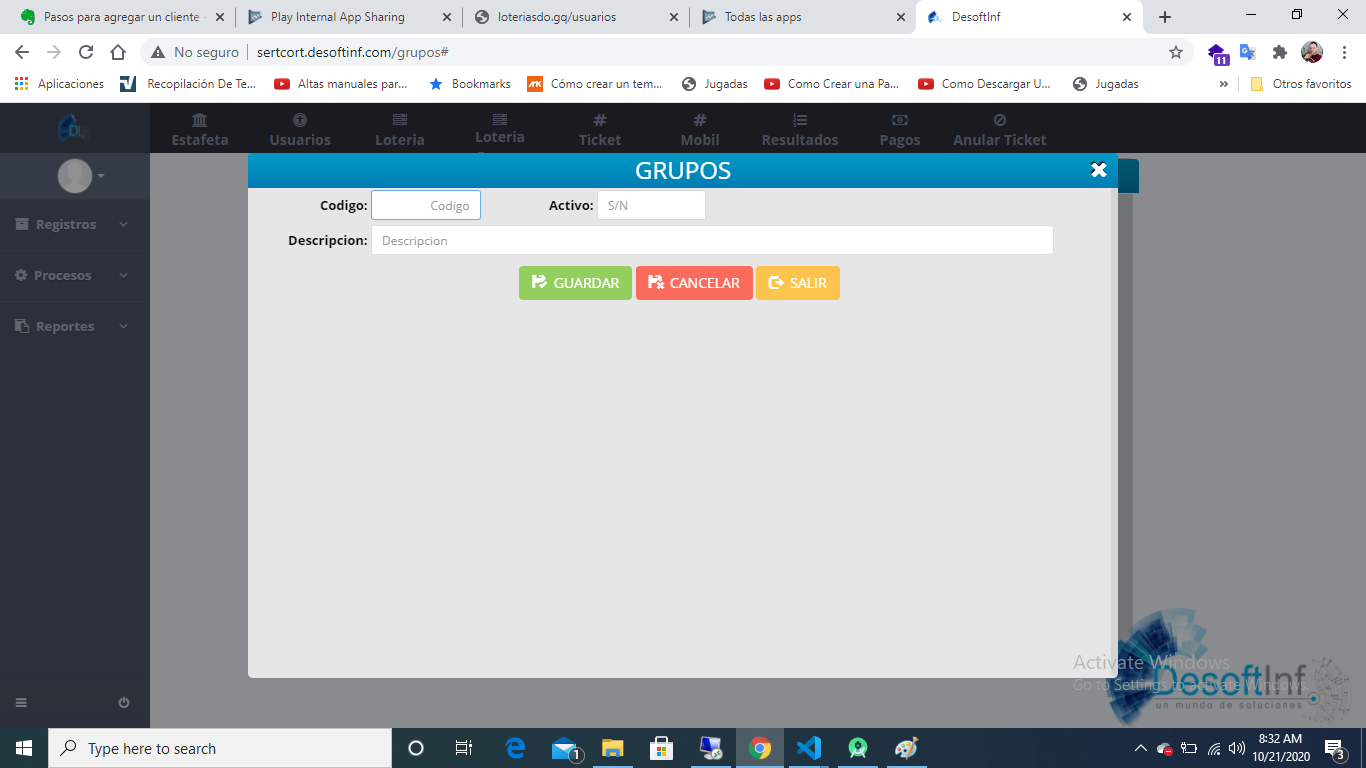 Pasos para agregar un cliente
Play Internal App Sharing
loteriasdo.gq/usuarios
Todas las apps
DesoftInf
No seguro
sertcort.desoftinf.com/grupos#
11
Aplicaciones
Recopilación De Te...
Altas manuales par...
Bookmarks
Cómo crear un tem...
Jugadas
Como Crear una Pa...
Como Descargar U...
Jugadas
»
Otros favoritos
Estafeta
Usuarios
Loteria
Loteria
Ticket
Mobil
Resultados
Pagos
Anular Ticket
GRUPOS
Codigo:
Codigo
Activo:
S/N
Descripcion:
Descripcion
GUARDAR
CANCELAR
SALIR
Registros
Procesos
Reportes
Activate Windows
Go to Settings to activate Windows.
DesoftInf
un mundo de soluciones
Type here to search
1
8:32 AM
10/21/2020
3